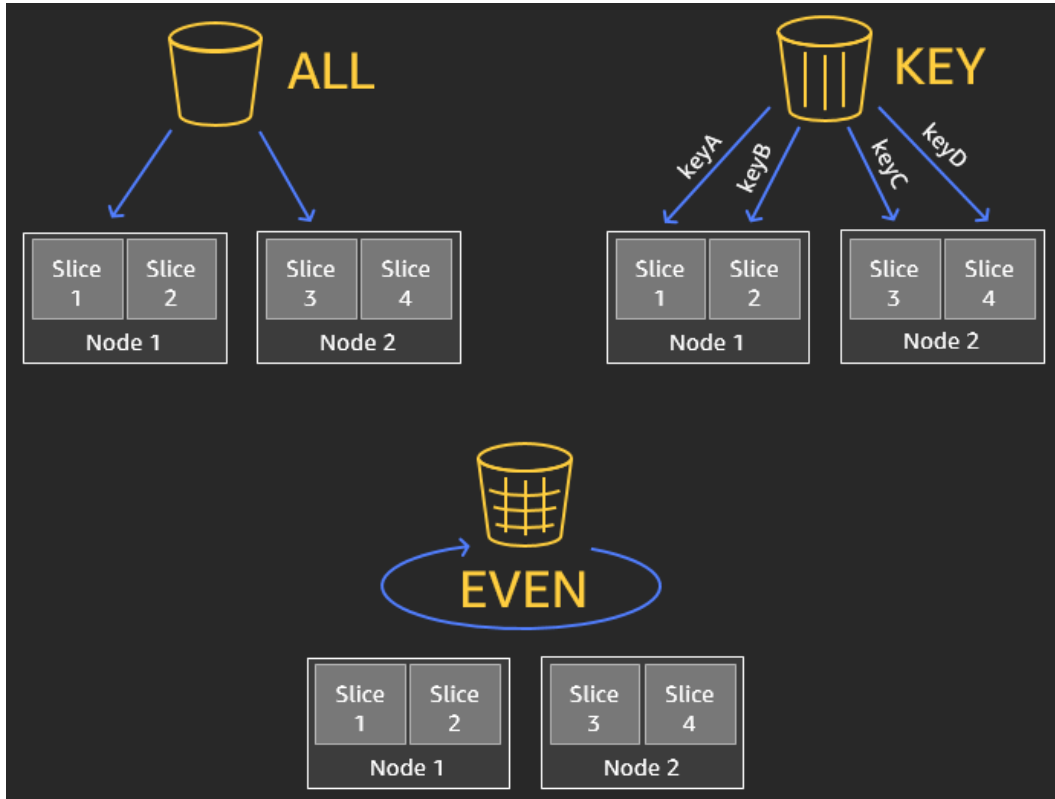 ALL
Slice 1
Slice 2
Node 1
Slice 3
Slice 4
Node 2
KEY
keyA
keyB
keyC
keyD
Slice 1
Slice 2
Node 1
Slice 3
Slice 4
Node 2
EVEN
Slice 1
Slice 2
Node 1
Slice 3
Slice 4
Node 2